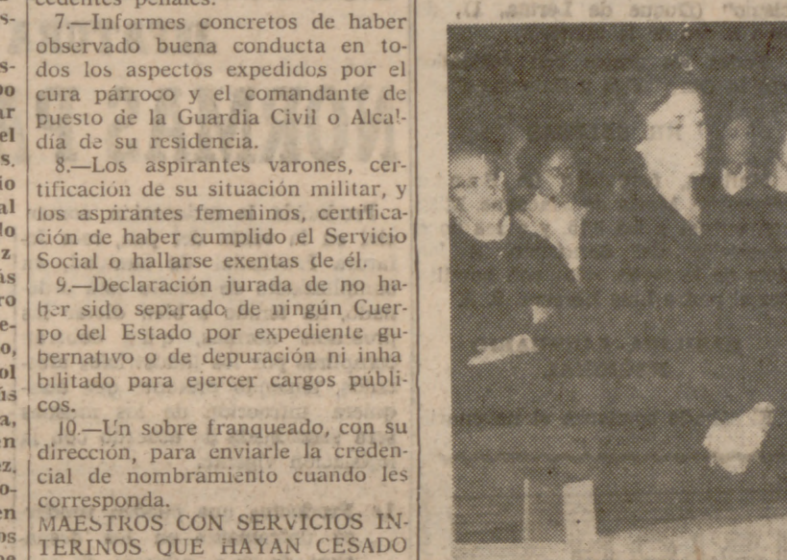 cedentes penales.
7.—Informes concretos de haber
observado buena conducta en to-
dos los aspectos expedidos por el
cura párroco y el comandante de
puesto de la Guardia Civil o Alcal-
día de su residencia.
8.—Los aspirantes varones, cer-
tificación de su situación militar, y
los aspirantes femeninos, certifica-
ción de haber cumplido el Servicio
Social o hallarse exentas de él.
9.—Declaración jurada de no ha-
ber sido separado de ningún Cuer-
po del Estado por expediente gu-
bernativo o de depuración ni inha
bilitado para ejercer cargos públi-
cos.
10.—Un sobre franqueado, con su
dirección, para enviarle la creden-
cial de nombramiento cuando les
corresponda.
MAESTROS CON SERVICIOS IN-
TERINOS QUE HAYAN CESADO